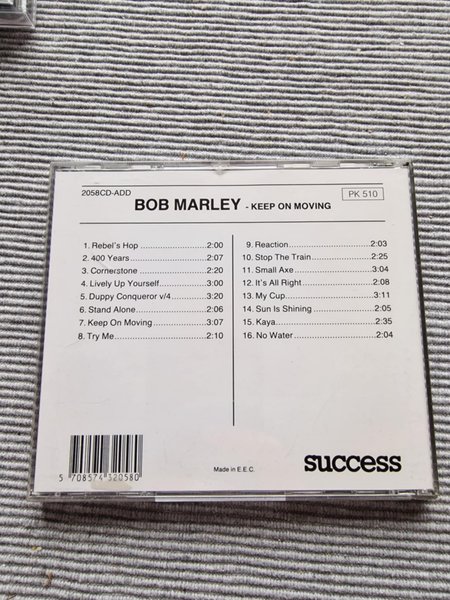 2058CD-ADD
PK 510
BOB MARLEY - KEEP ON MOVING
1. Rebel's Hop 2:00
2. 400 Years 2:07
3. Cornerstone 2:20
4. Lively Up Yourself 3:00
5. Duppy Conqueror v/4 3:20
6. Stand Alone 2:06
7. Keep On Moving 3:07
8. Try Me 2:10
9. Reaction 2:03
10. Stop The Train 2:25
11. Small Axe 3:04
12. It's All Right 2:08
13. My Cup 3:11
14. Sun Is Shining 2:05
15. Kaya 2:35
16. No Water 2:04
5 708574 320580
Made in E.E.C.
success